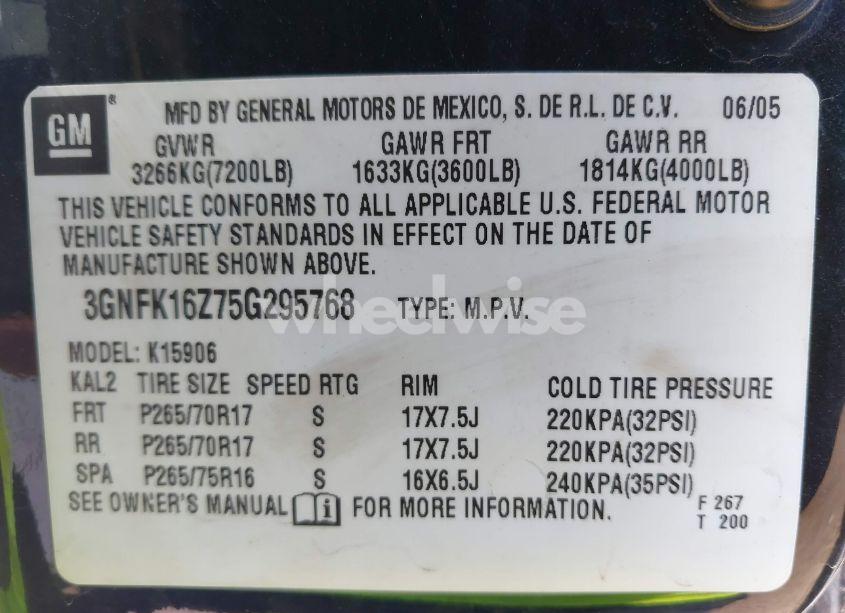 GM ® MFD BY GENERAL MOTORS DE MEXICO, S. DE R.L. DE C.V. 06/05
GVWR GAWR FRT GAWR RR
3266KG(7200LB) 1633KG(3600LB) 1814KG(4000LB)
THIS VEHICLE CONFORMS TO ALL APPLICABLE U.S. FEDERAL MOTOR
VEHICLE SAFETY STANDARDS IN EFFECT ON THE DATE OF
MANUFACTURE SHOWN ABOVE.
3GNFK16Z75G295768 TYPE: M.P.V.
wheelwise
MODEL: K15906
KAL2 TIRE SIZE SPEED RTG RIM COLD TIRE PRESSURE
FRT P265/70R17 S 17X7.5J 220KPA(32PSI)
RR P265/70R17 S 17X7.5J 220KPA(32PSI)
SPA P265/75R16 S 16X6.5J 240KPA(35PSI)
SEE OWNER'S MANUAL i FOR MORE INFORMATION. F 267
T 200